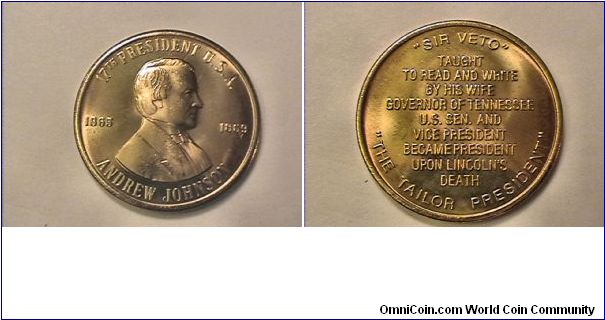 17TH PRESIDENT U.S.A.
1865
1869
ANDREW JOHNSON
"SIR VETO"
TAUGHT
TO READ AND WRITE
BY HIS WIFE
GOVERNOR OF TENNESSEE
U.S. SEN. AND
VICE PRESIDENT
BECAME PRESIDENT
UPON LINCOLN'S
DEATH
"THE TAILOR PRESIDENT"
OmniCoin.com World Coin Community